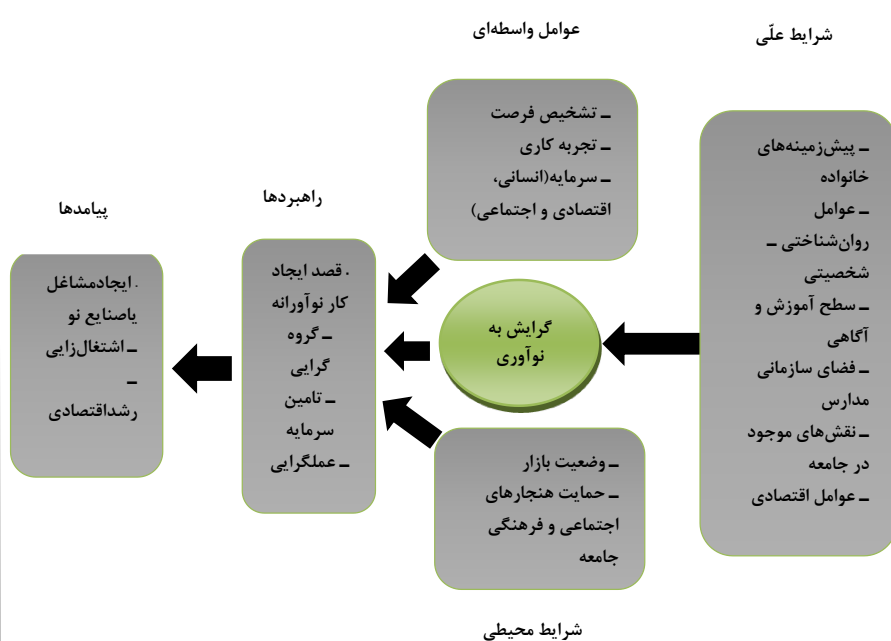 شرایط علّی
ـ پیش‌زمینه‌های
خانواده
ـ عوامل
روان‌شناختی ـ
شخصیتی
ـ سطح آموزش و
آگاهی
ـ فضای سازمانی
مدارس
ـ نقش‌های موجود
در جامعه
ـ عوامل اقتصادی
عوامل واسطه‌ای
ـ تشخیص فرصت
ـ تجربه کاری
ـ سرمایه(انسانی،
اقتصادی و اجتماعی)
گرایش به
نوآوری
ـ وضعیت بازار
ـ حمایت هنجارهای
اجتماعی و فرهنگی
جامعه
شرایط محیطی
راهبردها
. قصد ایجاد
کار نوآورانه
ـ گروه
گرایی
ـ تامین
سرمایه
ـ عملگرایی
پیامدها
. ایجادمشاغل
یاصنایع نو
ـ اشتغال‌زایی
ـ
رشداقتصادی